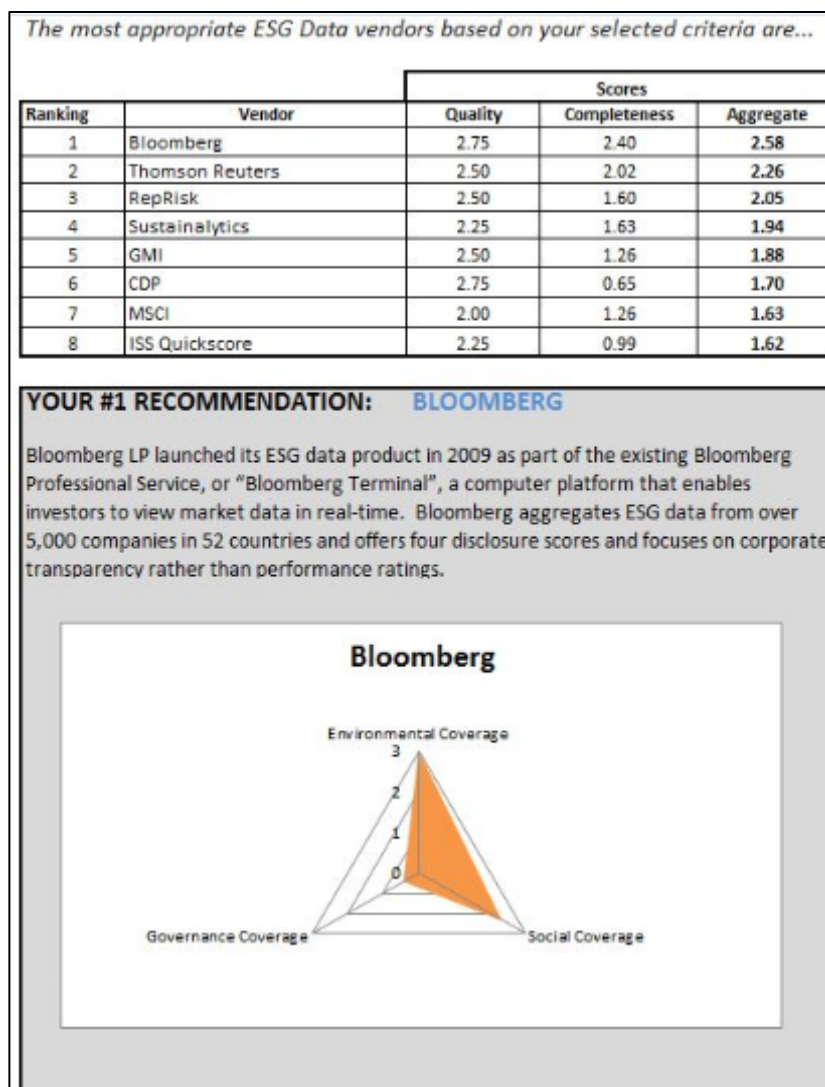 The most appropriate ESG Data vendors based on your selected criteria are...
Scores
Ranking Vendor Quality Completeness Aggregate
1 Bloomberg 2.75 2.40 2.58
2 Thomson Reuters 2.50 2.02 2.26
3 RepRisk 2.50 1.60 2.05
4 Sustainalytics 2.25 1.63 1.94
5 GMI 2.50 1.26 1.88
6 CDP 2.75 0.65 1.70
7 MSCI 2.00 1.26 1.63
8 ISS Quickscore 2.25 0.99 1.62
YOUR #1 RECOMMENDATION: BLOOMBERG
Bloomberg LP launched its ESG data product in 2009 as part of the existing Bloomberg
Professional Service, or “Bloomberg Terminal”, a computer platform that enables
investors to view market data in real-time. Bloomberg aggregates ESG data from over
5,000 companies in 52 countries and offers four disclosure scores and focuses on corporate
transparency rather than performance ratings.
Bloomberg
Environmental Coverage
3
2
1
0
Governance Coverage Social Coverage